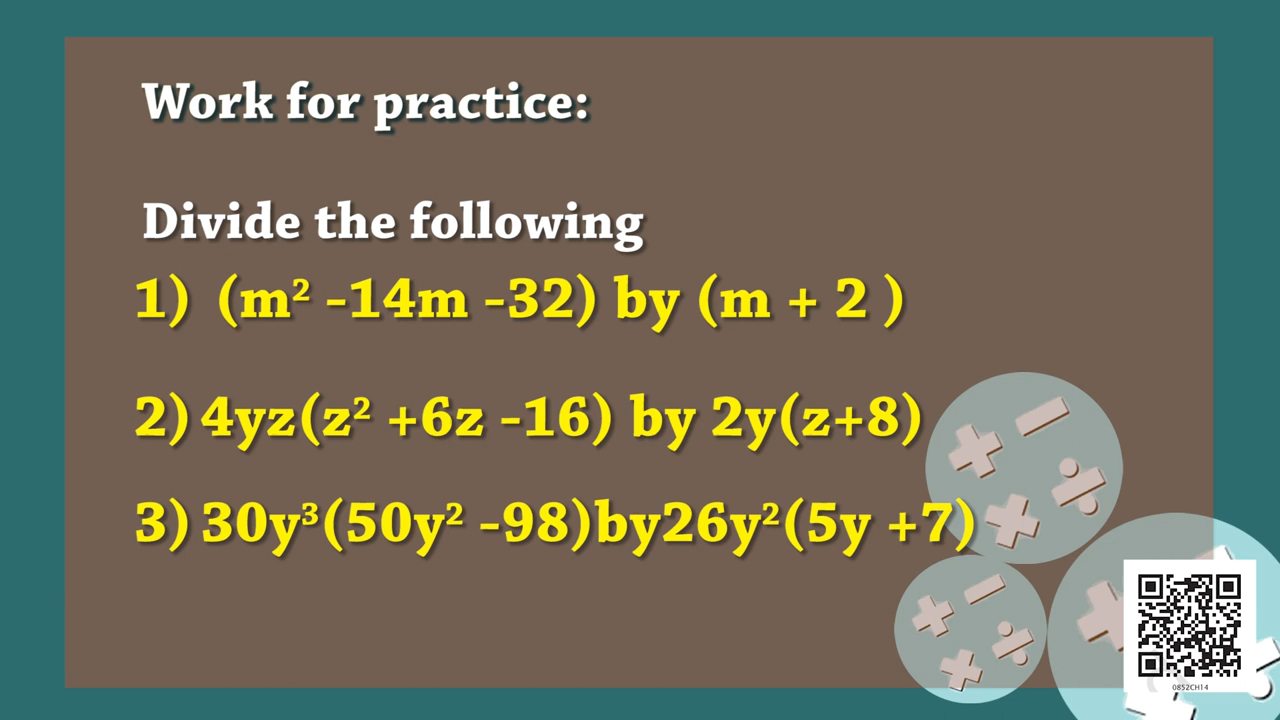 Work for practice:
Divide the following
1) (m² -14m -32) by (m + 2 )
2) 4yz(z² +6z -16) by 2y(z+8)
3) 30y³(50y² -98)by26y²(5y +7)
0852CH14